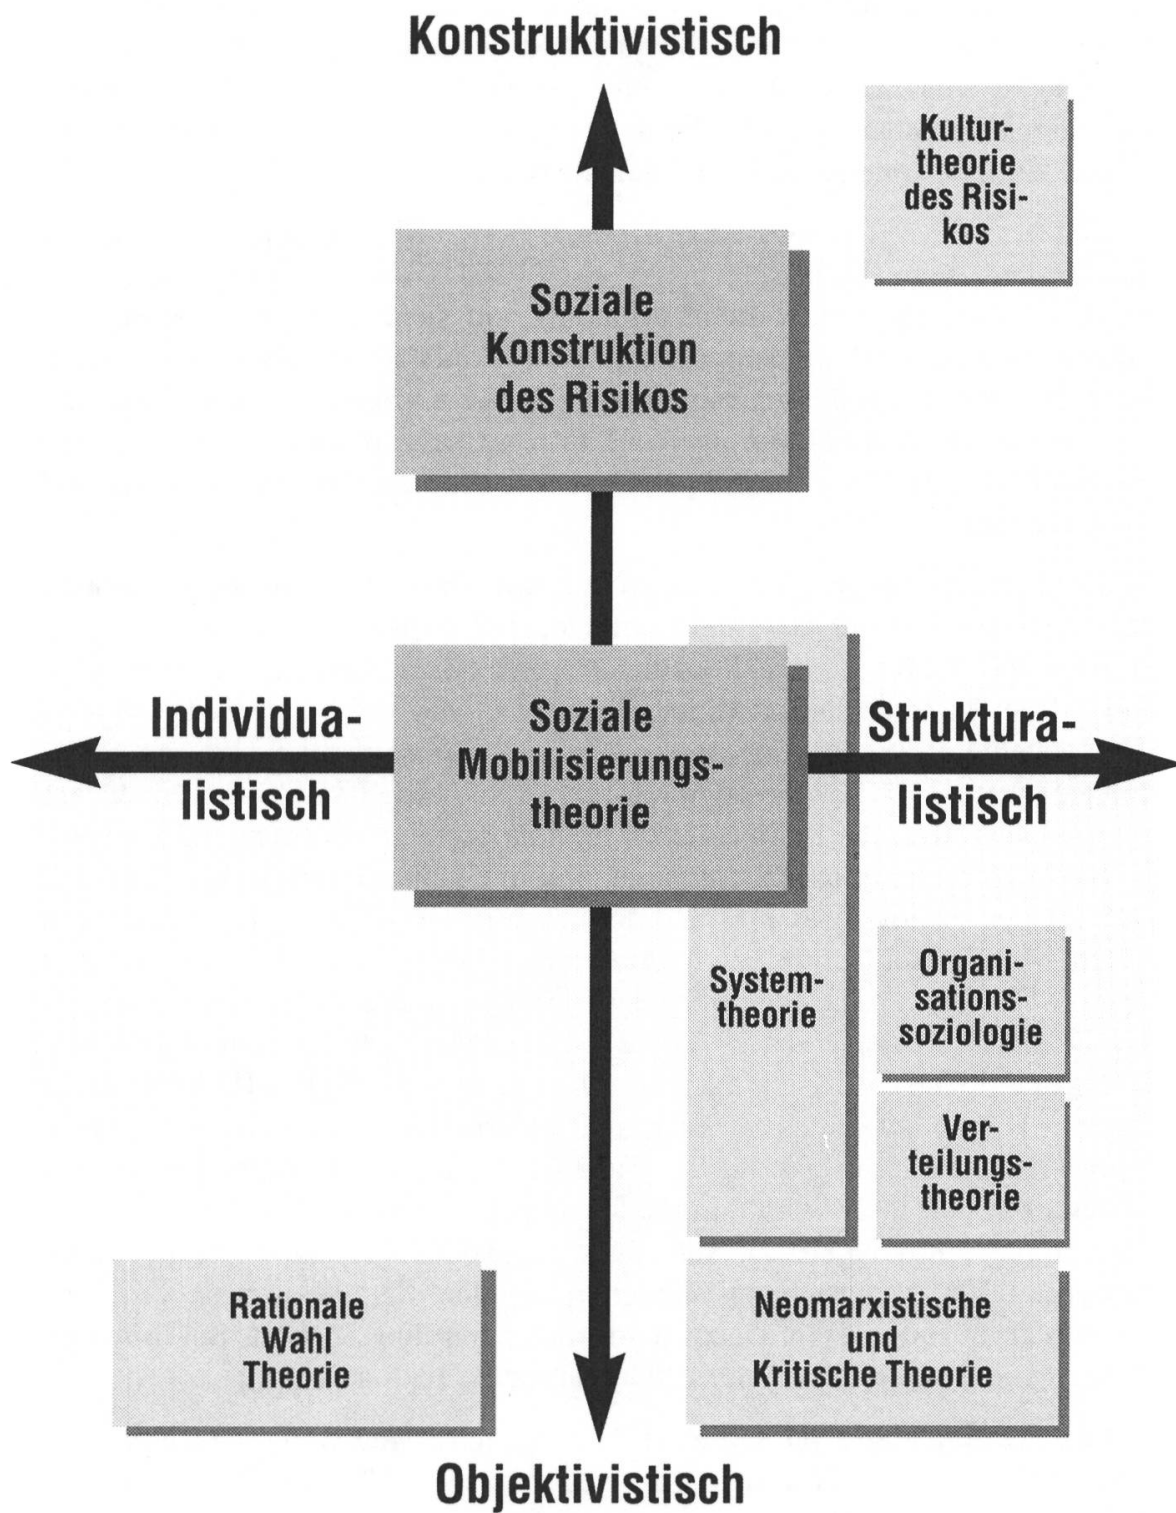 Konstruktivistisch
Kultur-
theorie
des Risi-
kos
Soziale
Konstruktion
des Risikos
Individua-
listisch
Soziale
Mobilisierungs-
theorie
Struktura-
listisch
System-
theorie
Organi-
sations-
soziologie
Ver-
teilungs-
theorie
Rationale
Wahl
Theorie
Neomarxistische
und
Kritische Theorie
Objektivistisch